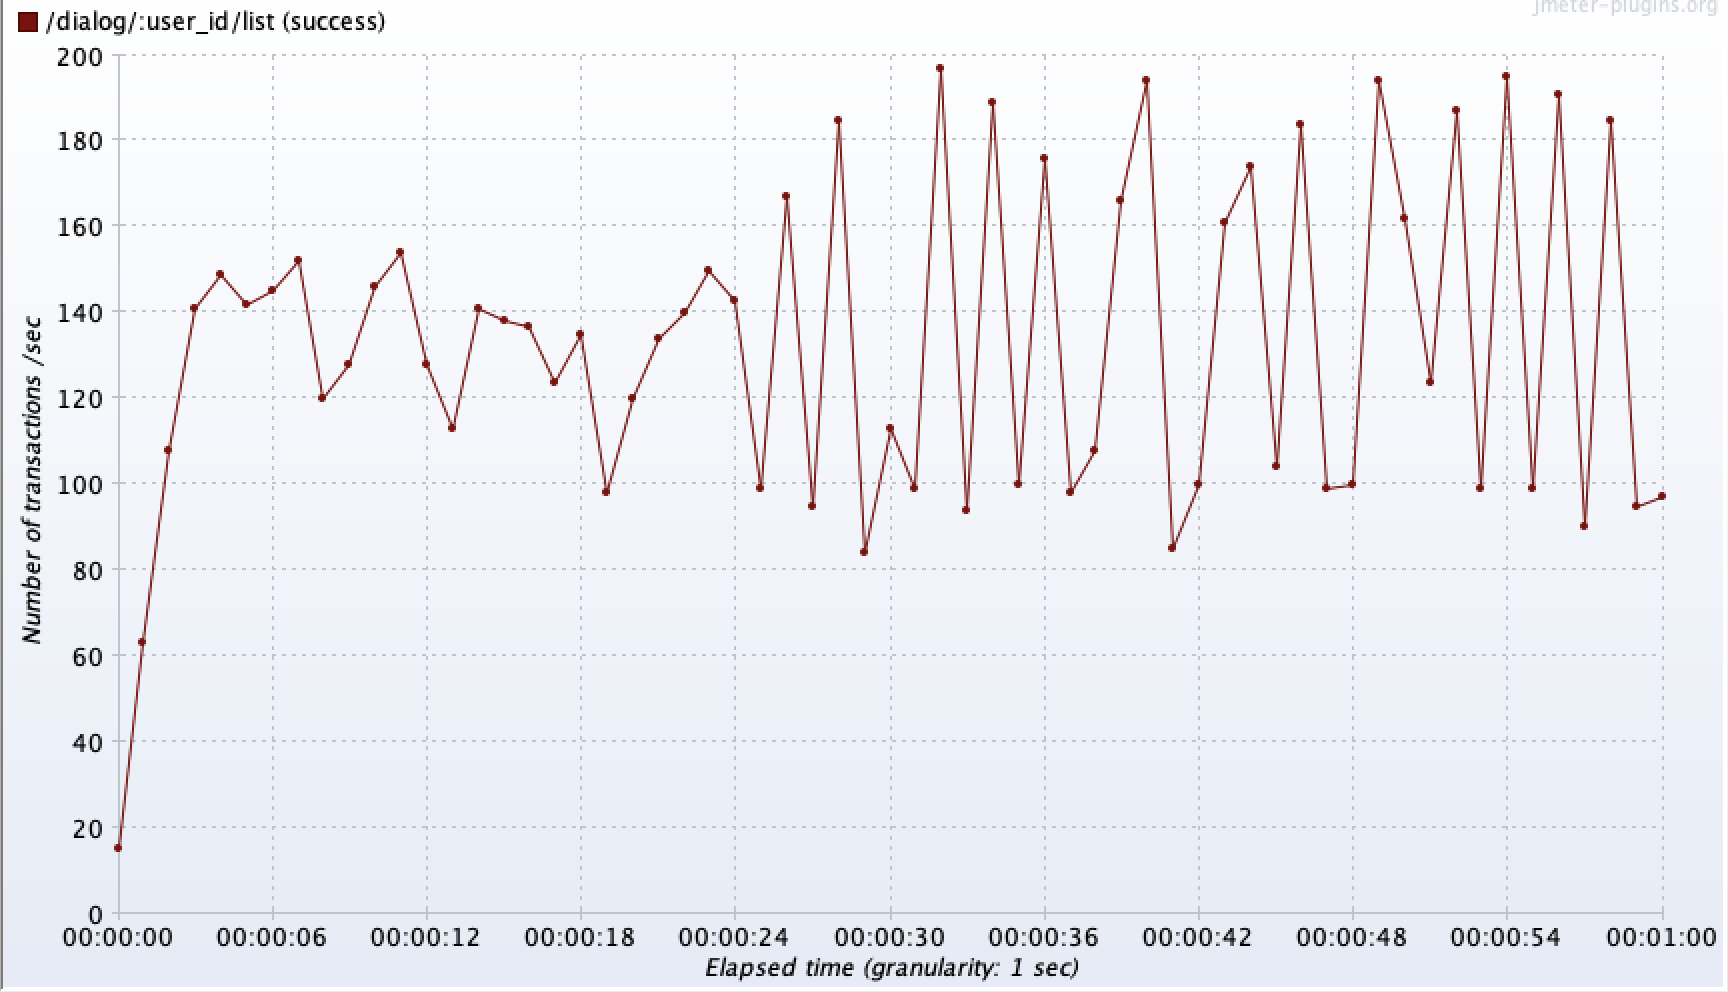 jmeter-plugins.org
/dialog/:user_id/list (success)
200
180
160
140
120
100
80
60
40
20
0
Number of transactions /sec
00:00:00 00:00:06 00:00:12 00:00:18 00:00:24 00:00:30 00:00:36 00:00:42 00:00:48 00:00:54 00:01:00
Elapsed time (granularity: 1 sec)